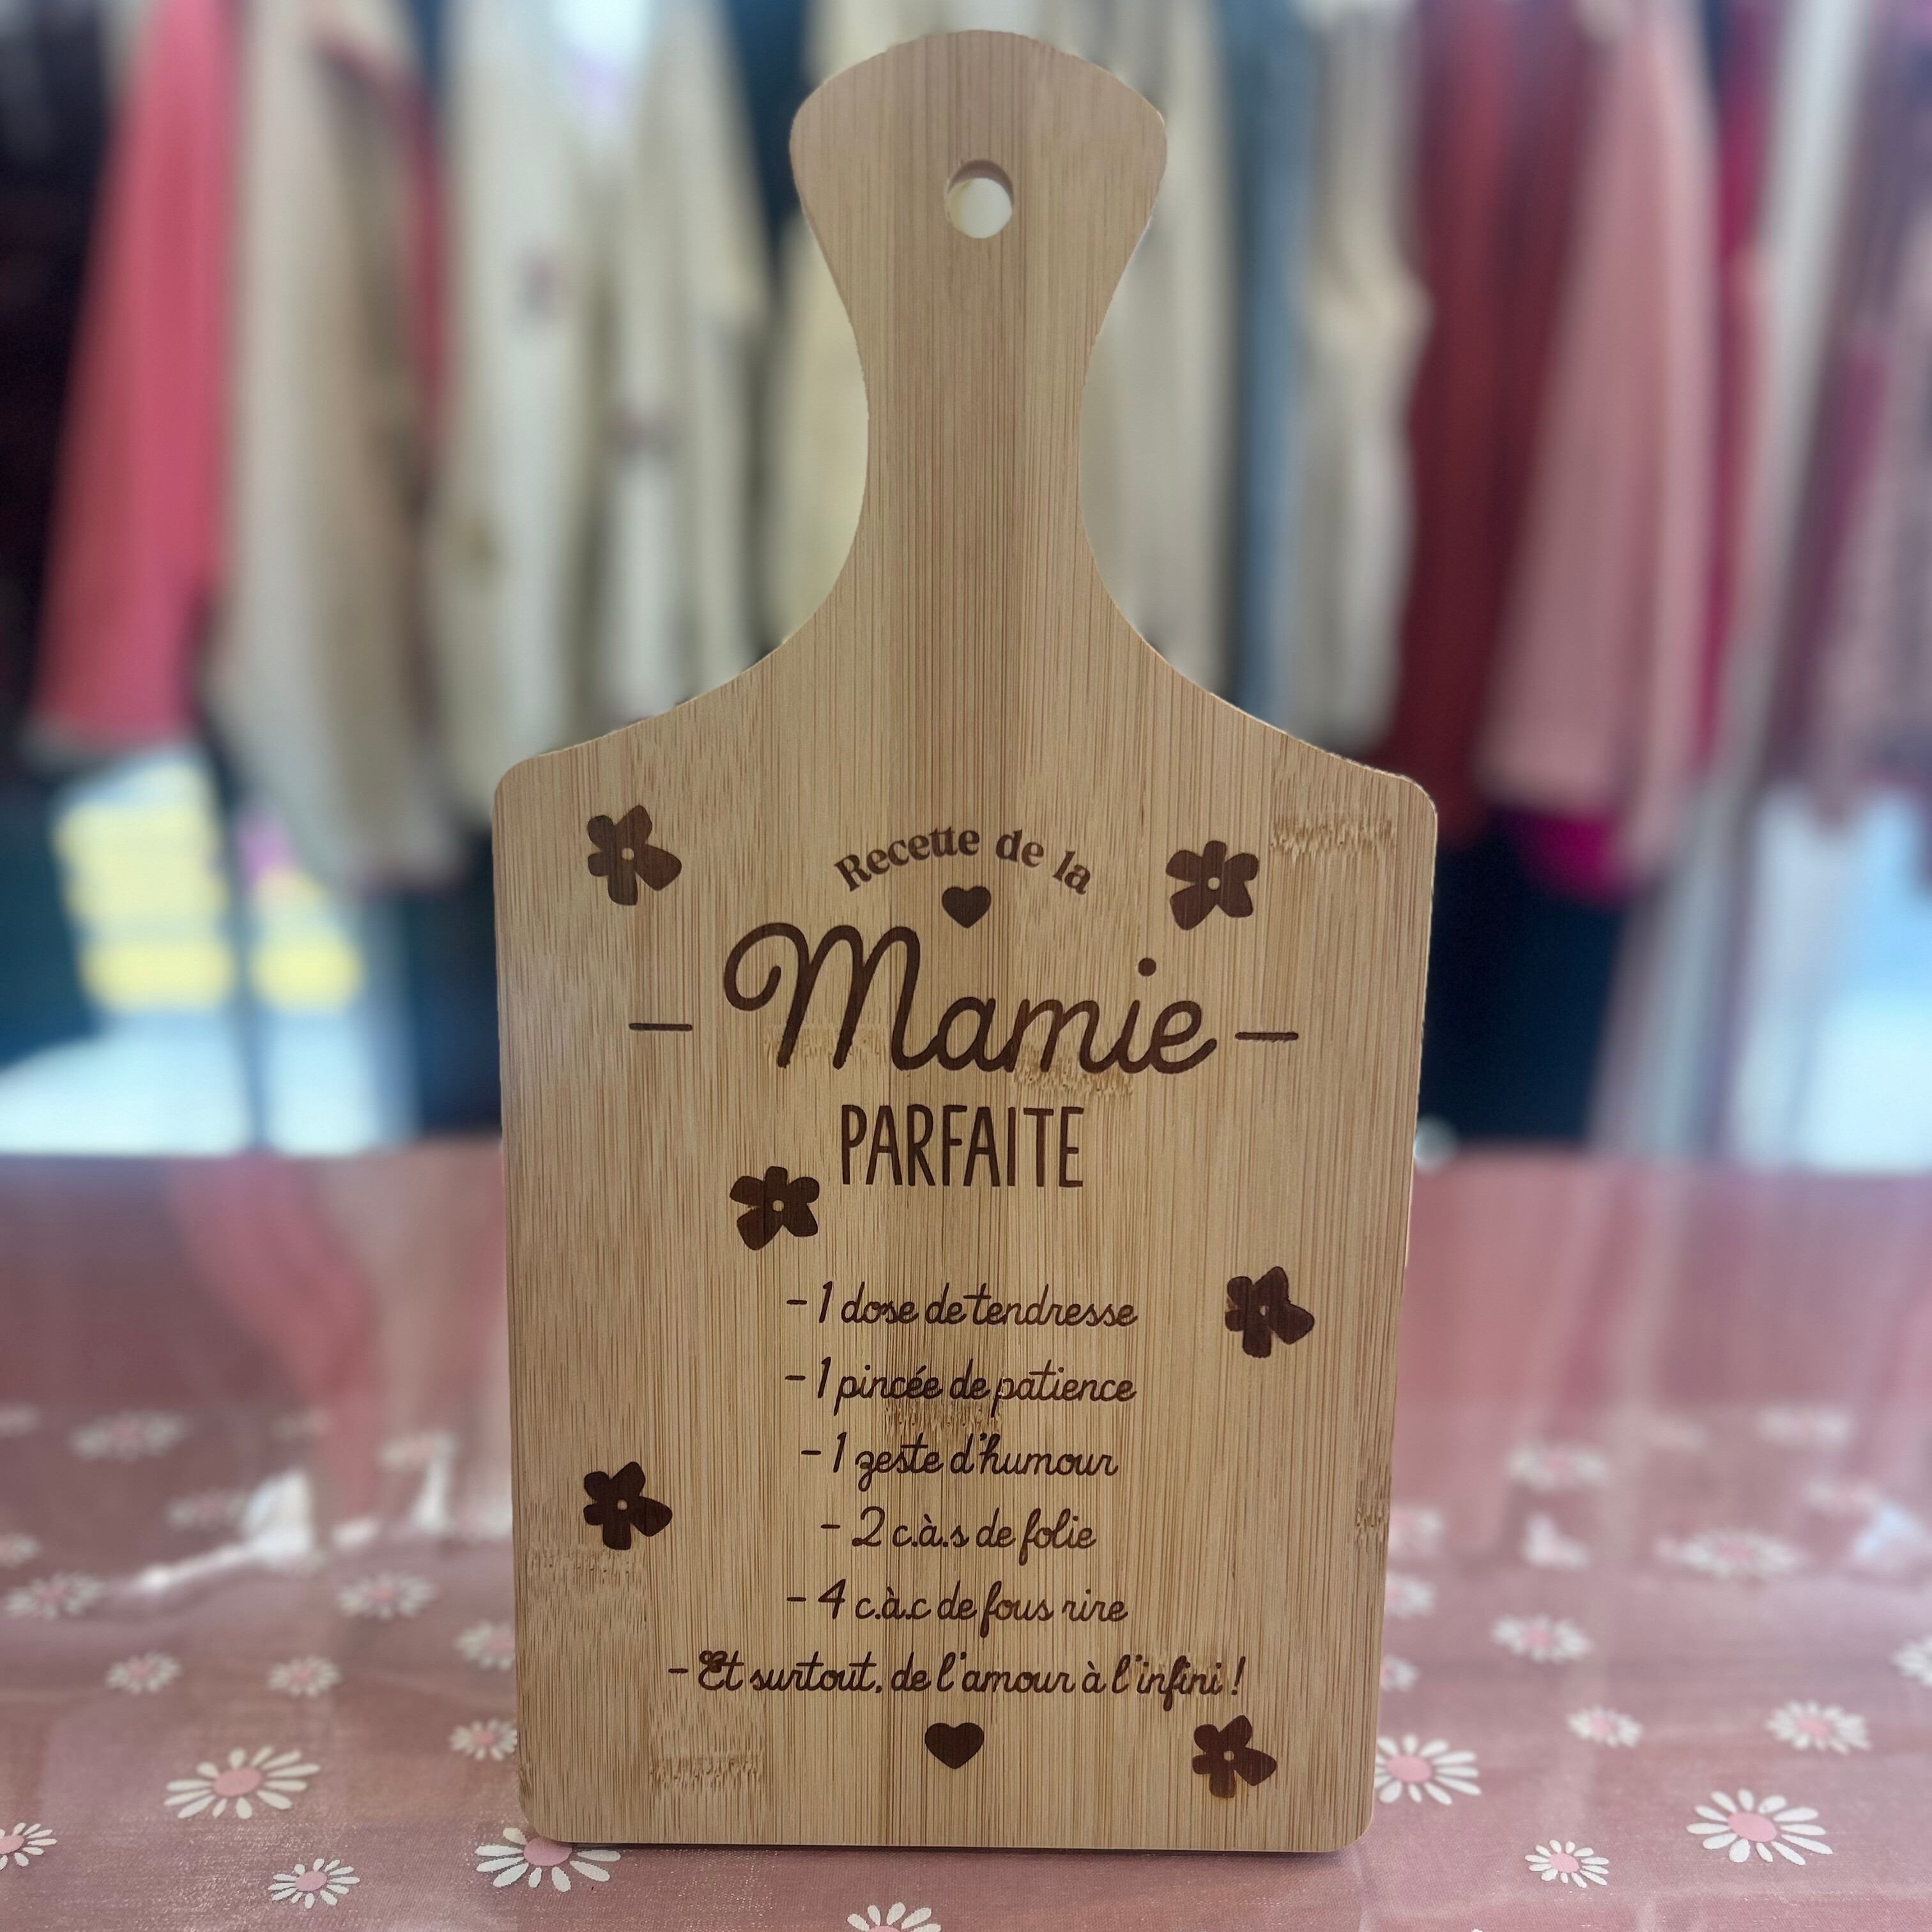 Recette de la
Mamie
PARFAITE
- 1 dose de tendresse
- 1 pincée de patience
- 1 zeste d'humour
- 2 c.à.s de folie
- 4 c.à.c de fous rire
- Et surtout, de l'amour à l'infini !